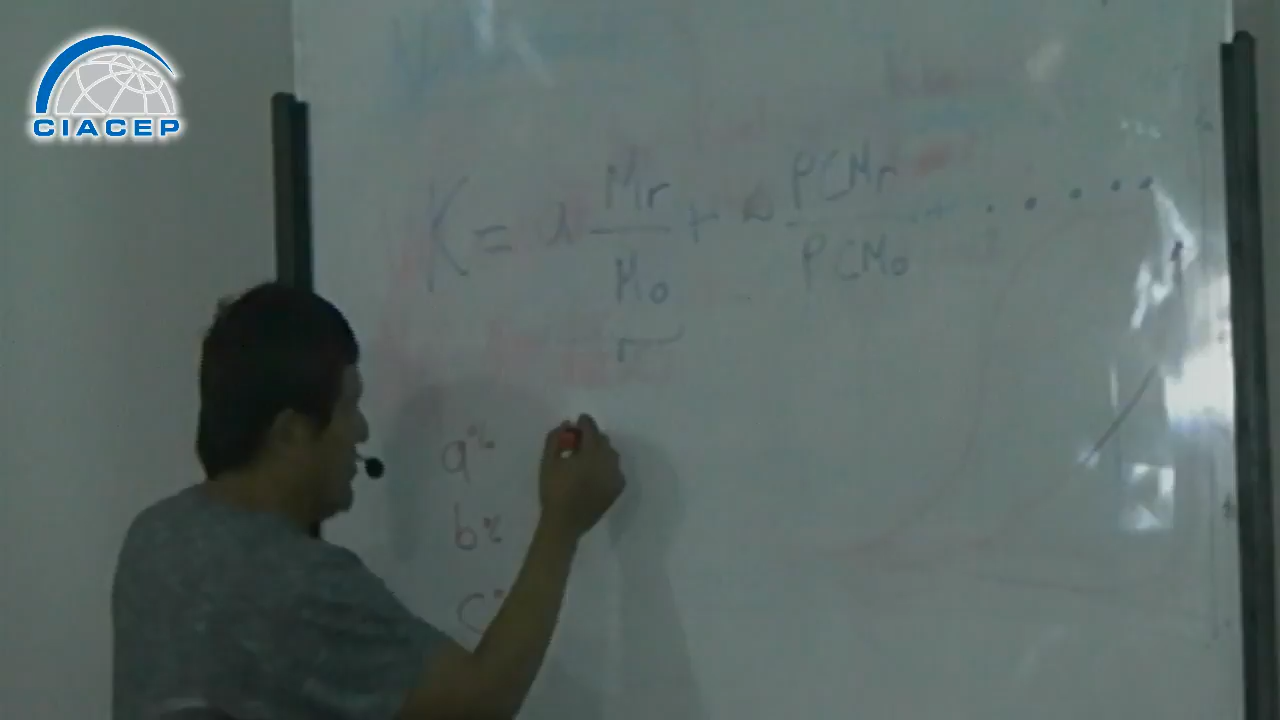 CIACEP
K = a Mr/Mo + b PCMr/PCMo + ......
a%
b%
C